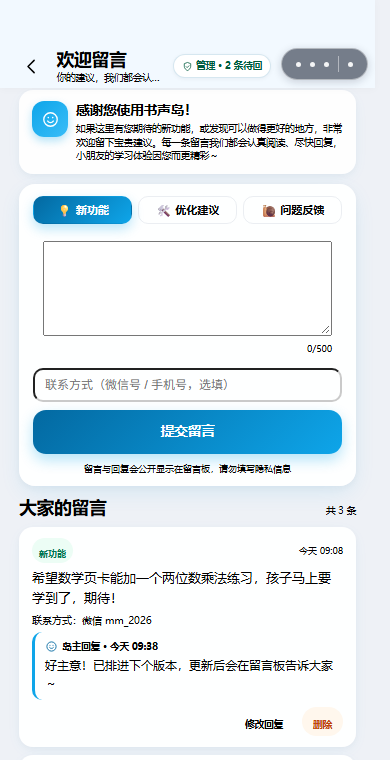 欢迎留言
你的建议，我们都会认...
管理 • 2 条待回
感谢您使用书声岛！
如果这里有您期待的新功能，或发现可以做得更好的地方，非常
欢迎留下宝贵建议。每一条留言我们都会认真阅读、尽快回复，
小朋友的学习体验因您而更精彩～
新功能
优化建议
问题反馈
0/500
联系方式（微信号 / 手机号，选填）
提交留言
留言与回复会公开显示在留言板，请勿填写隐私信息
大家的留言
共 3 条
新功能
今天 09:08
希望数学页卡能加一个两位数乘法练习，孩子马上要
学到了，期待！
联系方式：微信 mm_2026
岛主回复 • 今天 09:38
好主意！已排进下个版本，更新后会在留言板告诉大家
～
修改回复
删除